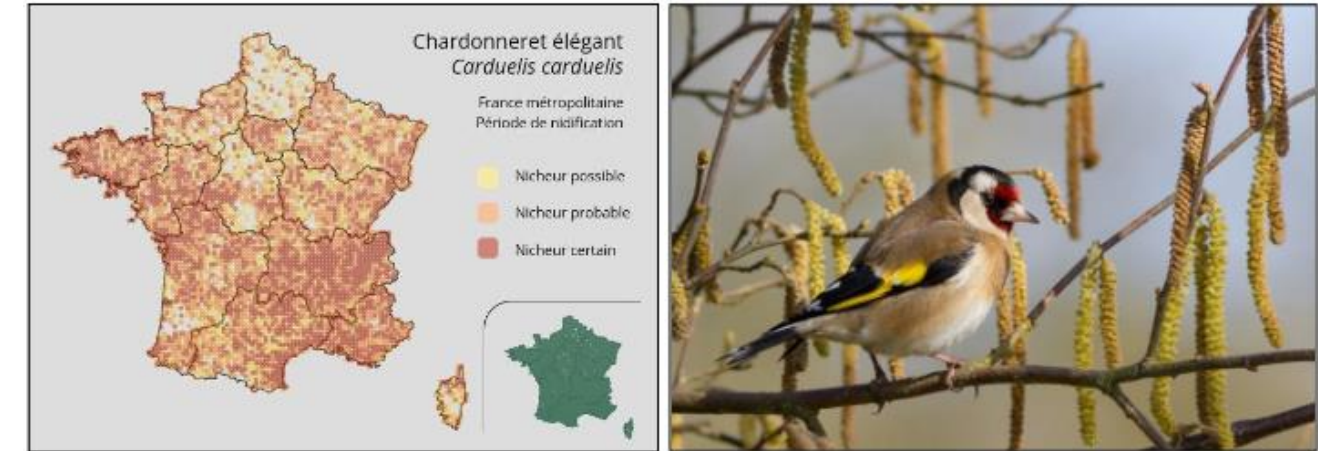 Chardonneret élégant
Carduelis carduelis
France métropolitaine
Période de nidification
Nicheur possible
Nicheur probable
Nicheur certain